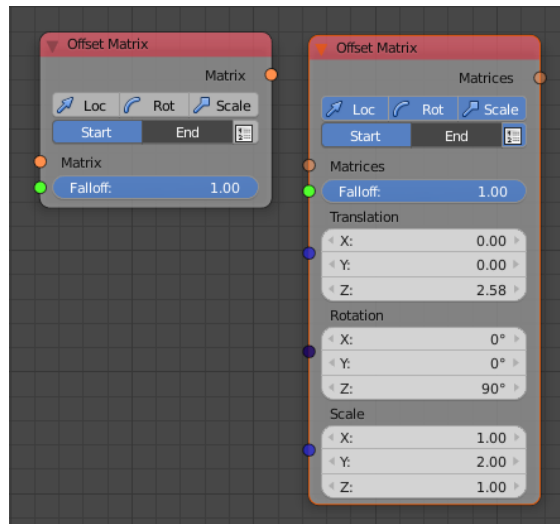 Offset Matrix
Matrix
Loc Rot Scale
Start End
Matrix
Falloff: 1.00
Offset Matrix
Matrices
Loc Rot Scale
Start End
Matrices
Falloff: 1.00
Translation
X: 0.00
Y: 0.00
Z: 2.58
Rotation
X: 0°
Y: 0°
Z: 90°
Scale
X: 1.00
Y: 2.00
Z: 1.00